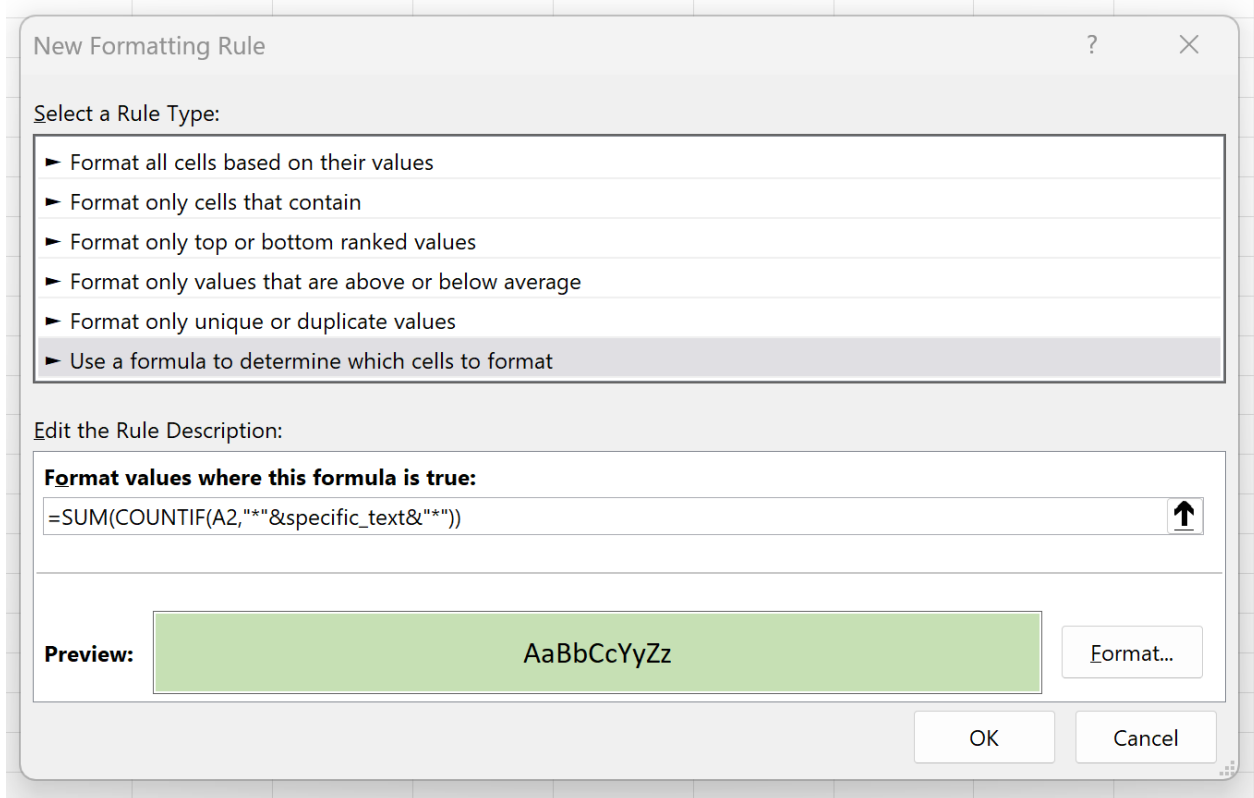 New Formatting Rule ?
Select a Rule Type:
► Format all cells based on their values
► Format only cells that contain
► Format only top or bottom ranked values
► Format only values that are above or below average
► Format only unique or duplicate values
► Use a formula to determine which cells to format
Edit the Rule Description:
Format values where this formula is true:
=SUM(COUNTIF(A2,"*"&specific_text&"*"))
Preview: AaBbCcYyZz Format...
OK Cancel